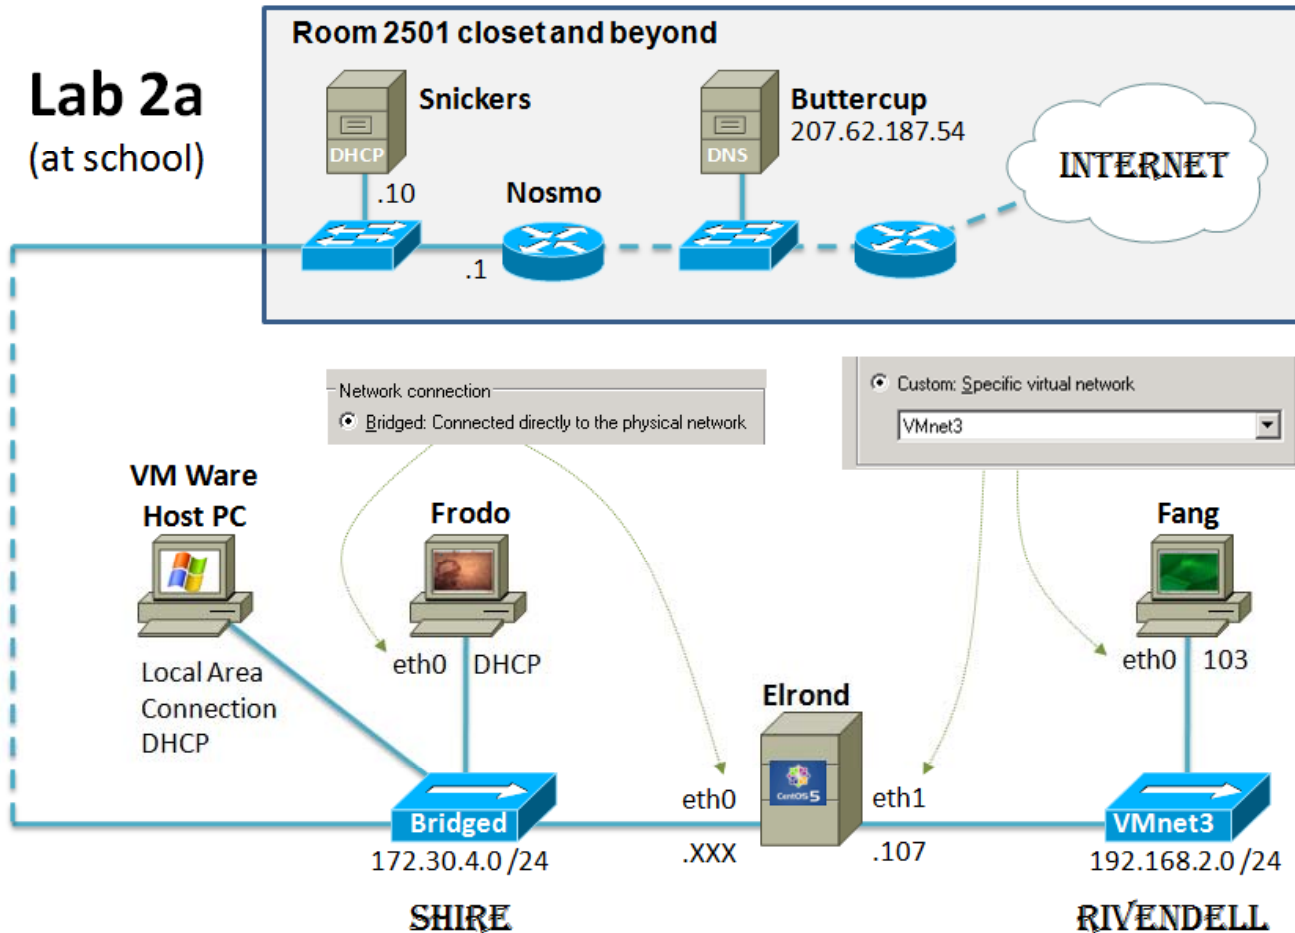 Room 2501 closet and beyond
Lab 2a
(at school)
Snickers
DHCP
.10
Nosmo
.1
Buttercup
207.62.187.54
DNS
INTERNET
Network connection
Bridged: Connected directly to the physical network
Custom: Specific virtual network
VMnet3
VM Ware
Host PC
Local Area
Connection
DHCP
Frodo
eth0
DHCP
Fang
eth0
103
Elrond
CentOS 5
eth0
.XXX
eth1
.107
Bridged
172.30.4.0 /24
SHIRE
VMnet3
192.168.2.0 /24
RIVENDELL